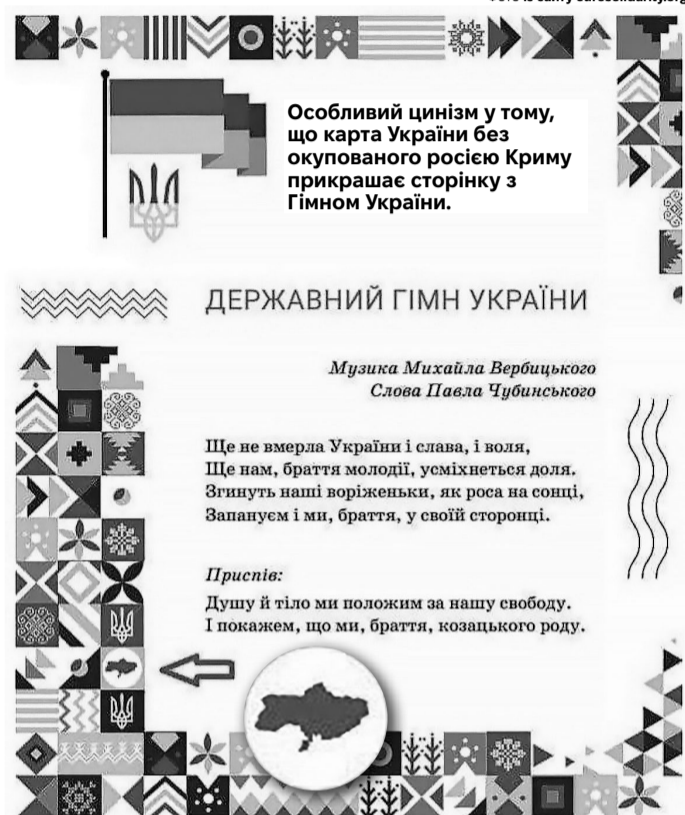 Особливий цинізм у тому,
що карта України без
окупованого росією Криму
прикрашає сторінку з
Гімном України.
ДЕРЖАВНИЙ ГІМН УКРАЇНИ
Музика Михайла Вербицького
Слова Павла Чубинського
Ще не вмерла України і слава, і воля,
Ще нам, браття молодії, усміхнеться доля.
Згинуть наші воріженьки, як роса на сонці,
Запануєм і ми, браття, у своїй сторонці.
Приспів:
Душу й тіло ми положим за нашу свободу.
І покажем, що ми, браття, козацького роду.